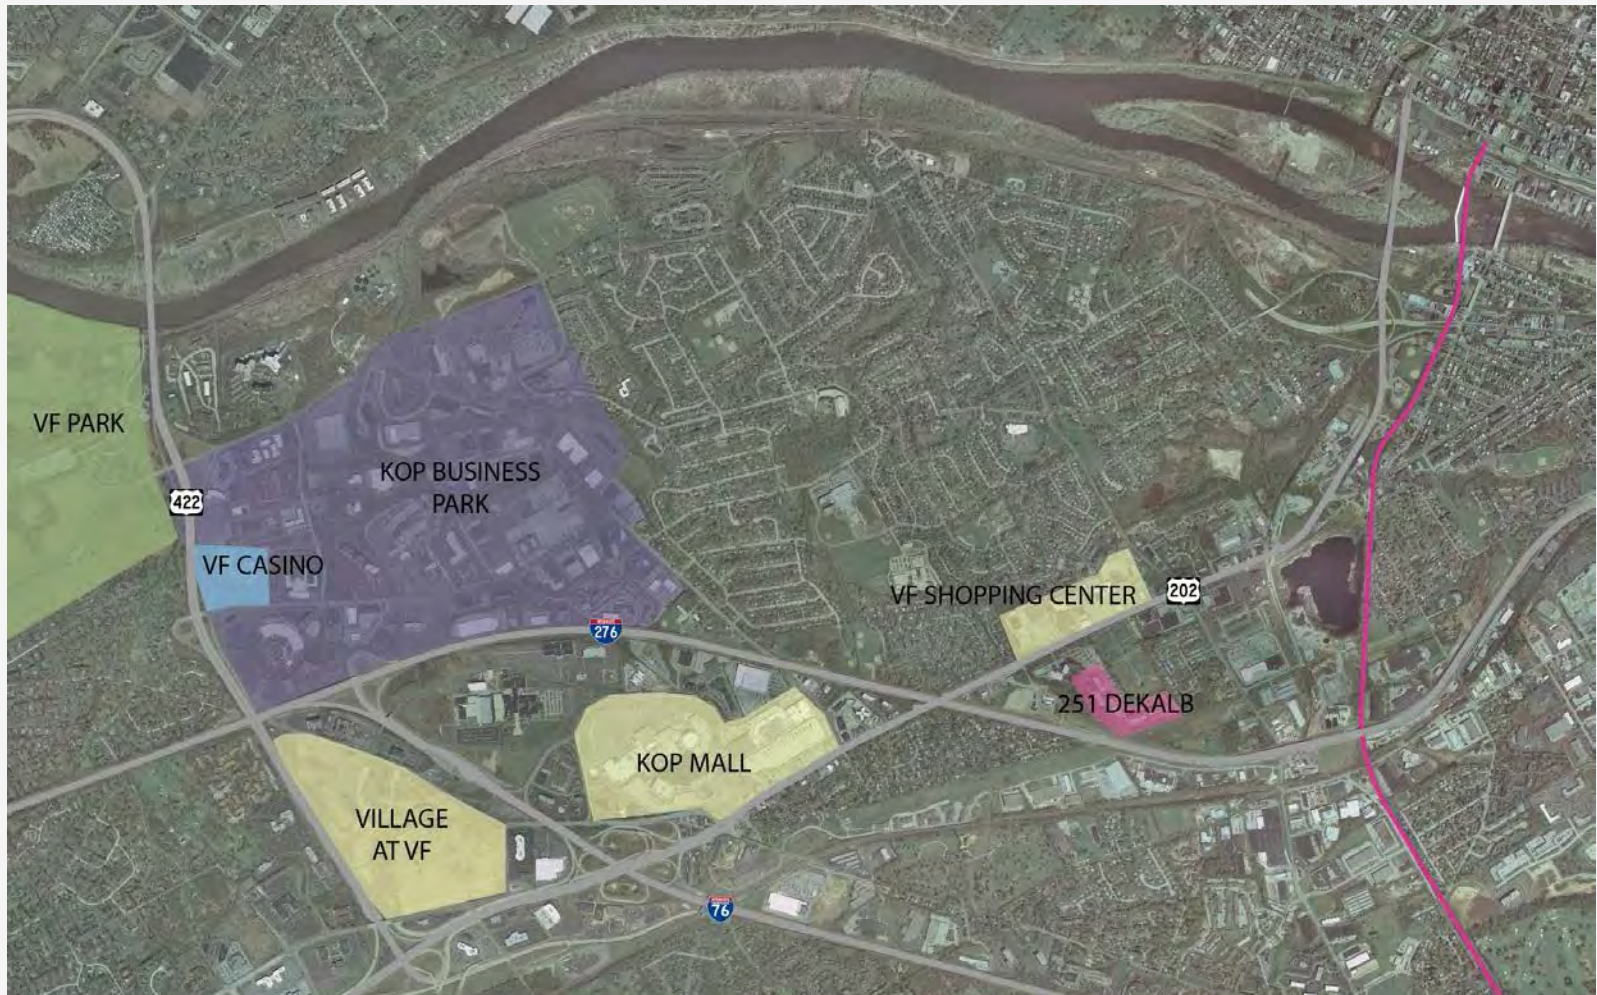 VF PARK
KOP BUSINESS
PARK
422
VF CASINO
VF SHOPPING CENTER
202
276
251 DEKALB
KOP MALL
VILLAGE
AT VF
76